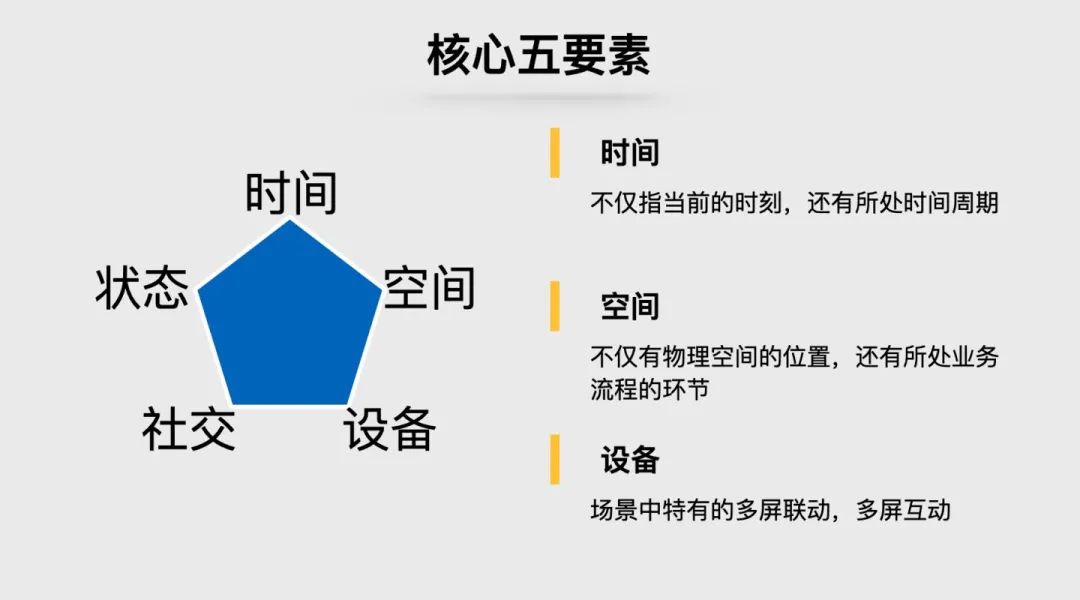 核心五要素
时间
状态
空间
社交
设备
时间
不仅指当前的时刻，还有所处时间周期
空间
不仅有物理空间的位置，还有所处业务
流程的环节
设备
场景中特有的多屏联动，多屏互动